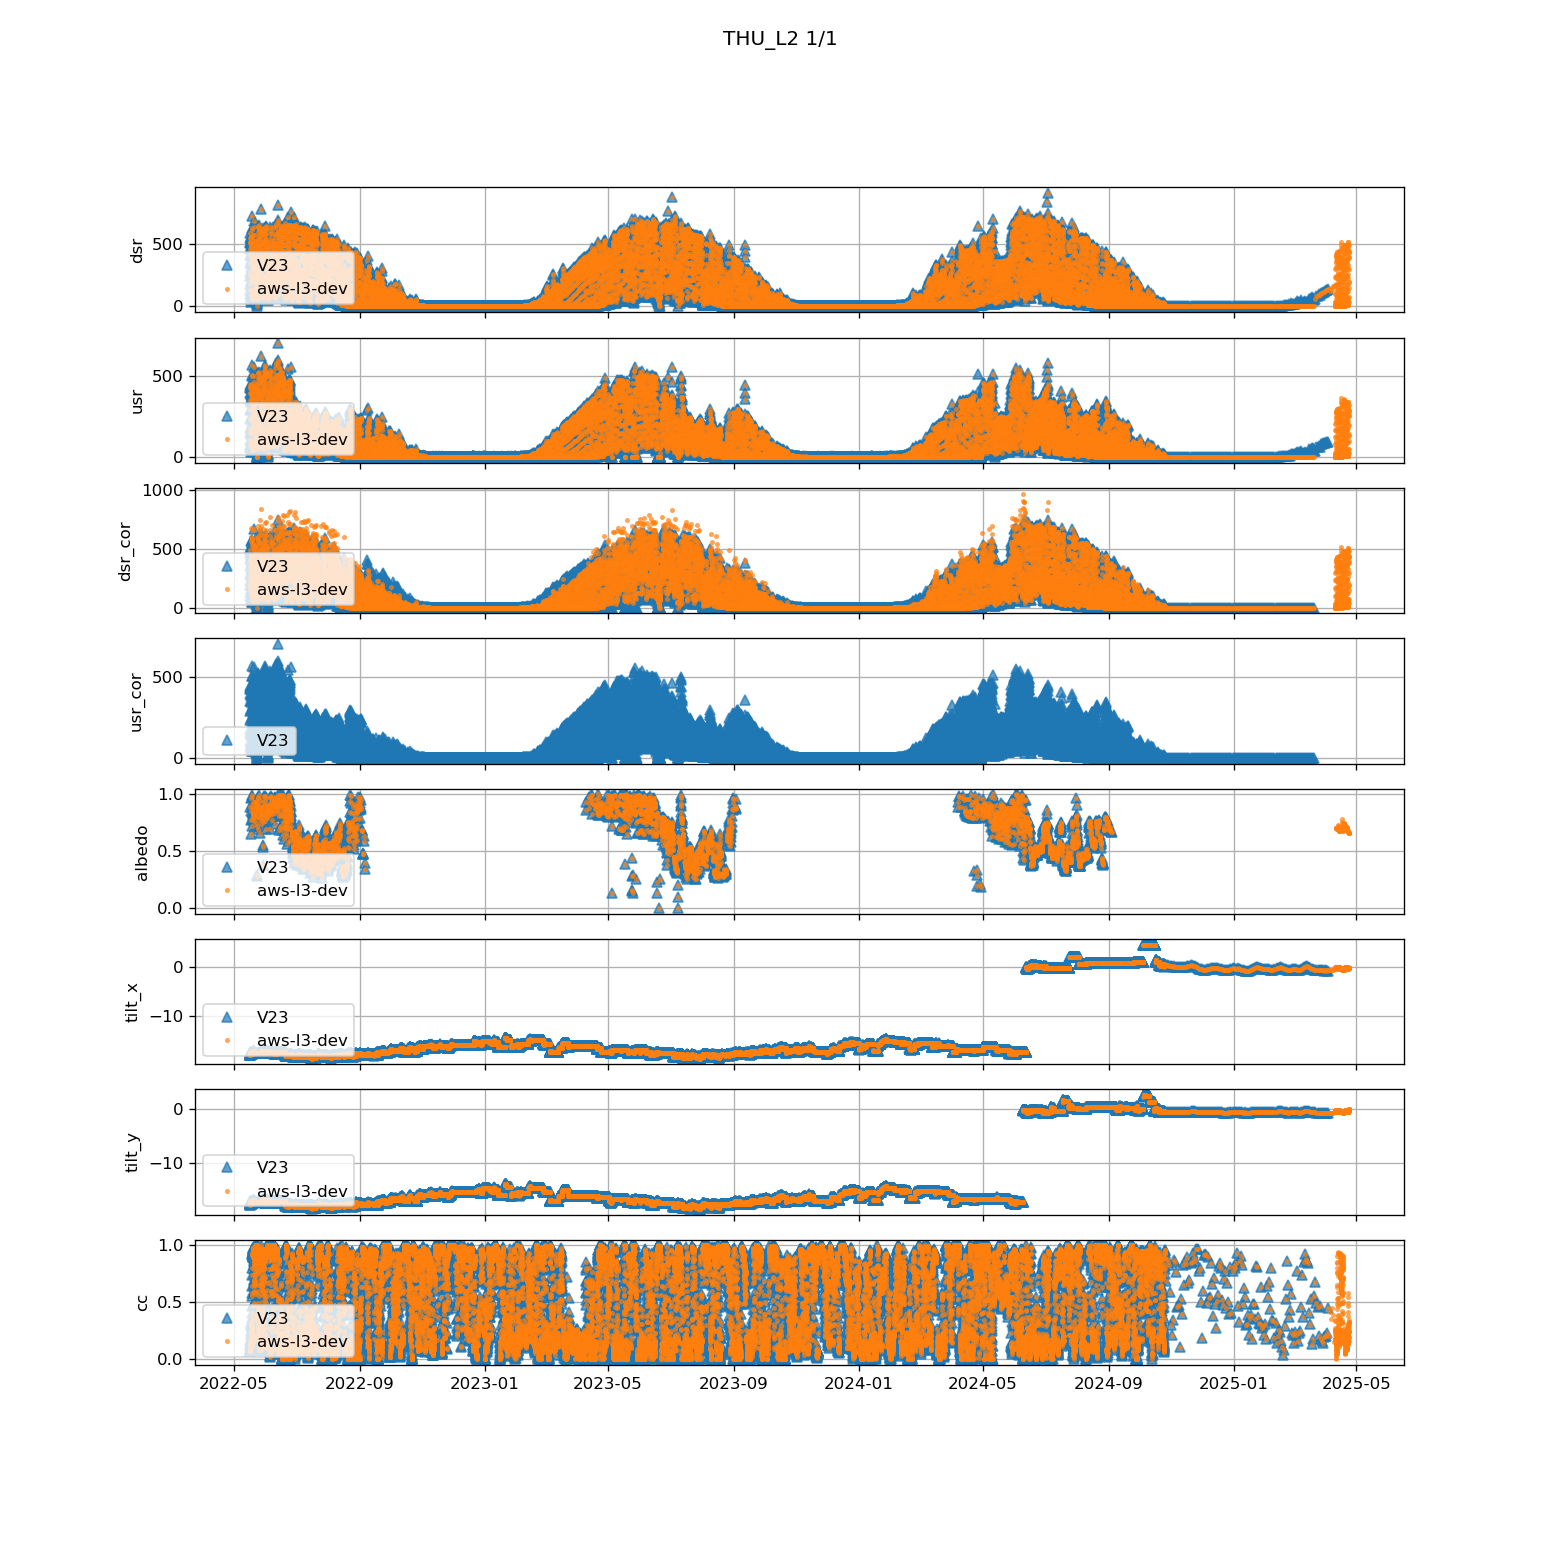 THU_L2 1/1
500
0
dsr
V23
aws-l3-dev
500
0
usr
V23
aws-l3-dev
1000
500
0
dsr_cor
V23
aws-l3-dev
500
0
usr_cor
V23
1.0
0.5
0.0
albedo
V23
aws-l3-dev
0
−10
tilt_x
V23
aws-l3-dev
0
−10
tilt_y
V23
aws-l3-dev
1.0
0.5
0.0
cc
V23
aws-l3-dev
2022-05 2022-09 2023-01 2023-05 2023-09 2024-01 2024-05 2024-09 2025-01 2025-05